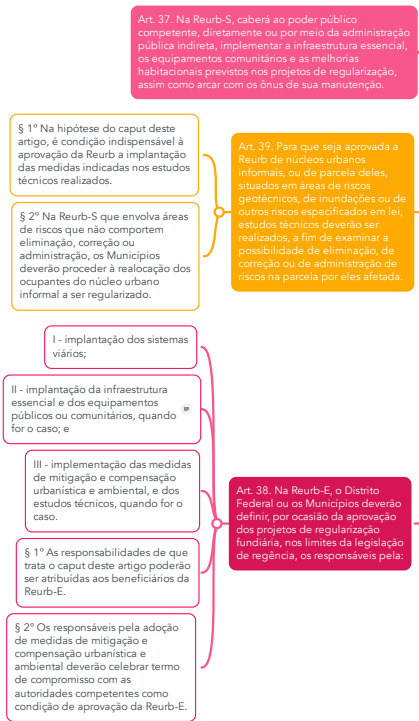 Art. 37. Na Reurb-S, caberá ao poder público
competente, diretamente ou por meio da administração
pública indireta, implementar a infraestrutura essencial,
os equipamentos comunitários e as melhorias
habitacionais previstos nos projetos de regularização,
assim como arcar com os ônus de sua manutenção.
Art. 39. Para que seja aprovada a
Reurb de núcleos urbanos
informais, ou de parcela deles,
situados em áreas de riscos
geotécnicos, de inundações ou de
outros riscos especificados em lei,
estudos técnicos deverão ser
realizados, a fim de examinar a
possibilidade de eliminação, de
correção ou de administração de
riscos na parcela por eles afetada.
§ 1º Na hipótese do caput deste
artigo, é condição indispensável à
aprovação da Reurb a implantação
das medidas indicadas nos estudos
técnicos realizados.
§ 2º Na Reurb-S que envolva áreas
de riscos que não comportem
eliminação, correção ou
administração, os Municípios
deverão proceder à realocação dos
ocupantes do núcleo urbano
informal a ser regularizado.
Art. 38. Na Reurb-E, o Distrito
Federal ou os Municípios deverão
definir, por ocasião da aprovação
dos projetos de regularização
fundiária, nos limites da legislação
de regência, os responsáveis pela:
I - implantação dos sistemas
viários;
II - implantação da infraestrutura
essencial e dos equipamentos
públicos ou comunitários, quando
for o caso; e
III - implementação das medidas
de mitigação e compensação
urbanística e ambiental, e dos
estudos técnicos, quando for o
caso.
§ 1º As responsabilidades de que
trata o caput deste artigo poderão
ser atribuídas aos beneficiários da
Reurb-E.
§ 2º Os responsáveis pela adoção
de medidas de mitigação e
compensação urbanística e
ambiental deverão celebrar termo
de compromisso com as
autoridades competentes como
condição de aprovação da Reurb-E.